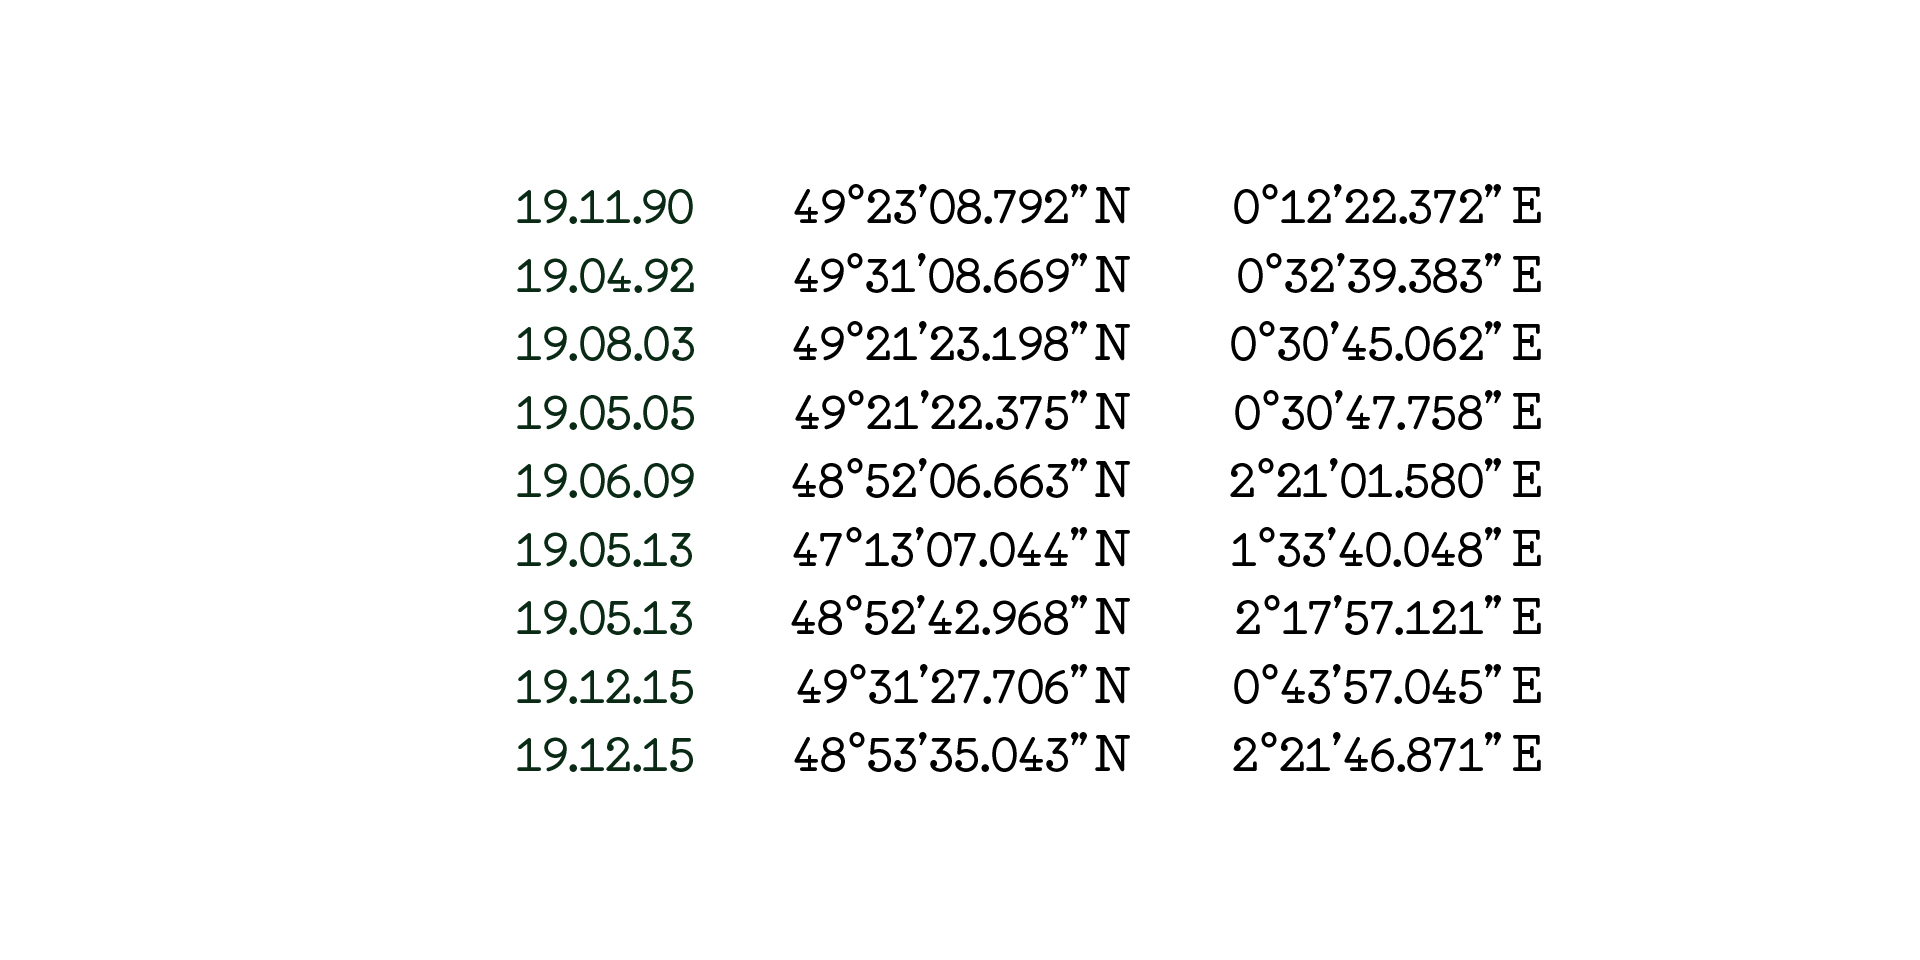 19.11.90 49°23’08.792” N 0°12’22.372” E
19.04.92 49°31’08.669” N 0°32’39.383” E
19.08.03 49°21’23.198” N 0°30’45.062” E
19.05.05 49°21’22.375” N 0°30’47.758” E
19.06.09 48°52’06.663” N 2°21’01.580” E
19.05.13 47°13’07.044” N 1°33’40.048” E
19.05.13 48°52’42.968” N 2°17’57.121” E
19.12.15 49°31’27.706” N 0°43’57.045” E
19.12.15 48°53’35.043” N 2°21’46.871” E